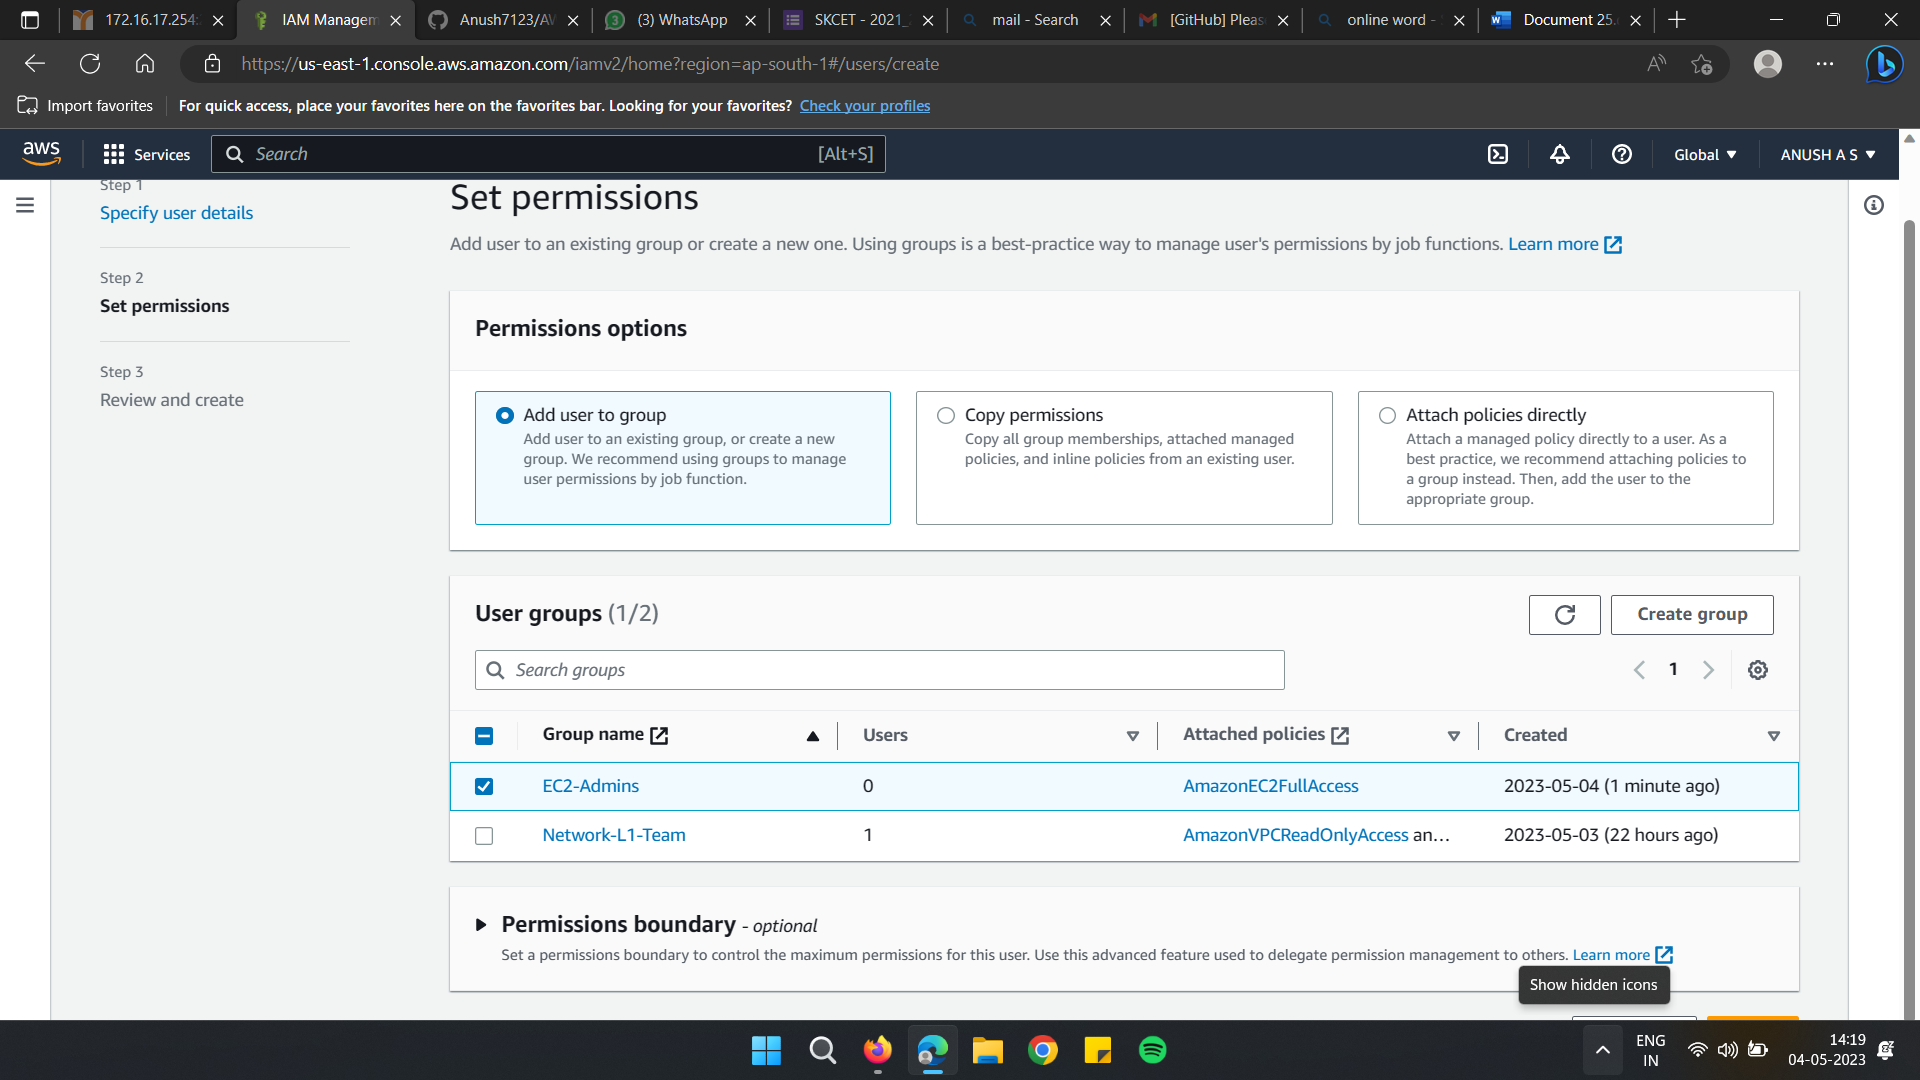 172.16.17.254:
IAM Managem
Anush7123/AW
(3) WhatsApp
SKCET - 2021_
mail - Search
[GitHub] Pleas
online word -
Document 25.
https://us-east-1.console.aws.amazon.com/iamv2/home?region=ap-south-1#/users/create
Import favorites
For quick access, place your favorites here on the favorites bar. Looking for your favorites? Check your profiles
aws
Services
Search
[Alt+S]
Global
ANUSH A S
Step 1
Specify user details
Step 2
Set permissions
Step 3
Review and create
Set permissions
Add user to an existing group or create a new one. Using groups is a best-practice way to manage user's permissions by job functions. Learn more
Permissions options
Add user to group
Add user to an existing group, or create a new
group. We recommend using groups to manage
user permissions by job function.
Copy permissions
Copy all group memberships, attached managed
policies, and inline policies from an existing user.
Attach policies directly
Attach a managed policy directly to a user. As a
best practice, we recommend attaching policies to
a group instead. Then, add the user to the
appropriate group.
User groups (1/2)
Create group
Search groups
1
Group name
Users
Attached policies
Created
EC2-Admins
0
AmazonEC2FullAccess
2023-05-04 (1 minute ago)
Network-L1-Team
1
AmazonVPCReadOnlyAccess an...
2023-05-03 (22 hours ago)
Permissions boundary - optional
Set a permissions boundary to control the maximum permissions for this user. Use this advanced feature used to delegate permission management to others. Learn more
Show hidden icons
ENG
IN
14:19
04-05-2023